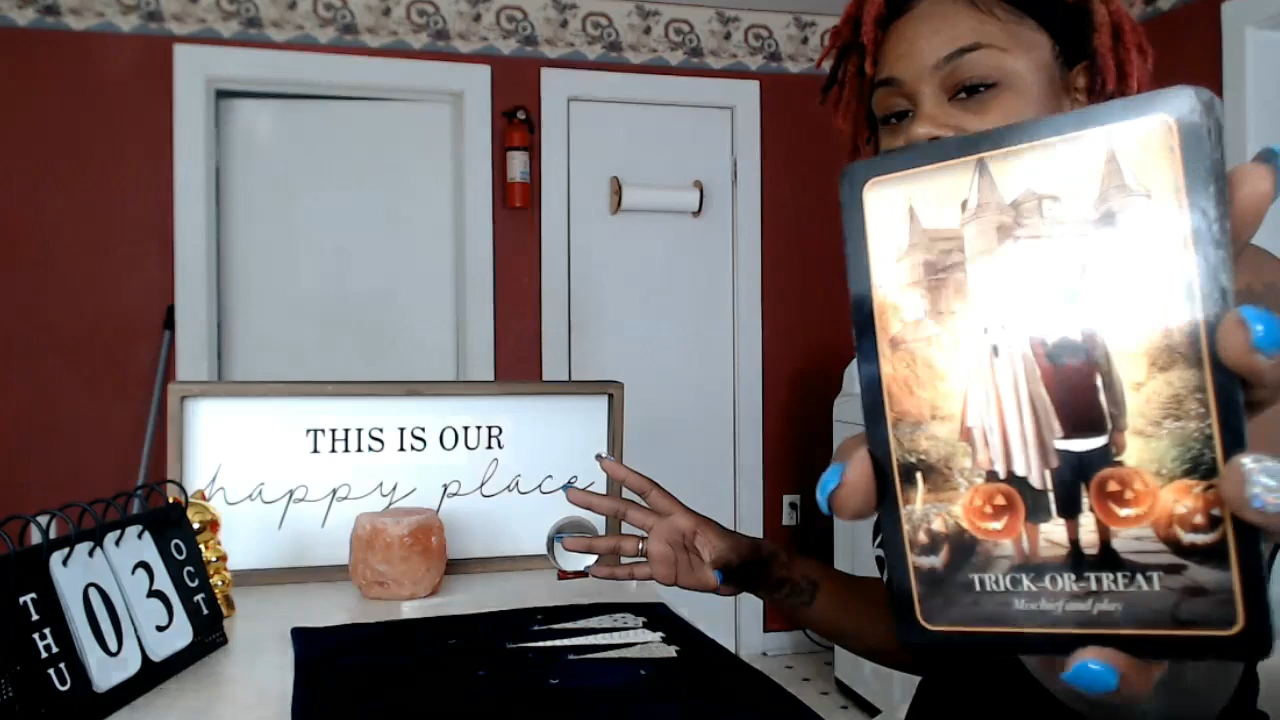 THIS IS OUR
happy place
THU
03
OCT
TRICK-OR-TREAT
Mischief and play